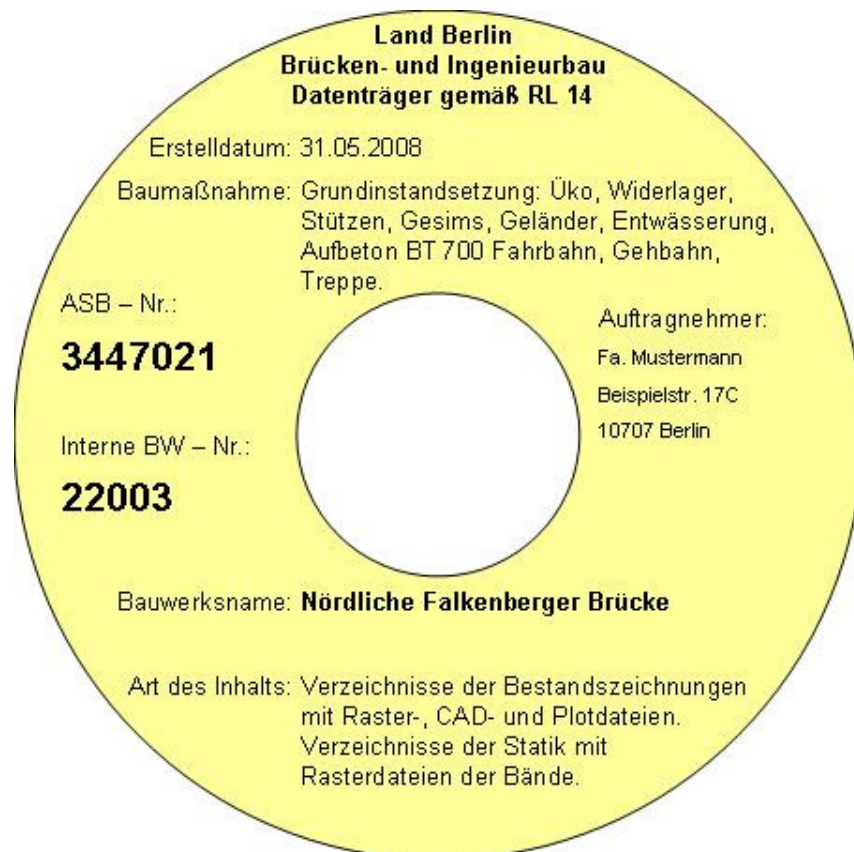 Land Berlin
Brücken- und Ingenieurbau
Datenträger gemäß RL 14
Erstelldatum: 31.05.2008
Baumaßnahme: Grundinstandsetzung: Üko, Widerlager,
Stützen, Gesims, Geländer, Entwässerung,
Aufbeton BT 700 Fahrbahn, Gehbahn,
Treppe.
ASB – Nr.:
3447021
Interne BW – Nr.:
22003
Auftragnehmer:
Fa. Mustermann
Beispielstr. 17C
10707 Berlin
Bauwerksname: Nördliche Falkenberger Brücke
Art des Inhalts: Verzeichnisse der Bestandszeichnungen
mit Raster-, CAD- und Plotdateien.
Verzeichnisse der Statik mit
Rasterdateien der Bände.